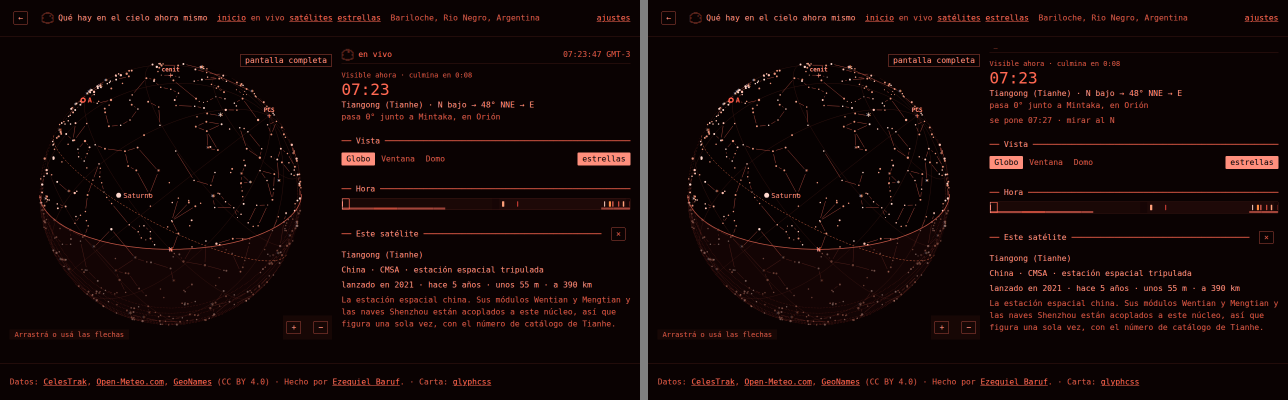 ← Qué hay en el cielo ahora mismo inicio en vivo satélites estrellas Bariloche, Río Negro, Argentina ajustes
pantalla completa
cenit
A
PCS
Saturno
N
E
Arrastrá o usá las flechas
+ −
en vivo 07:23:47 GMT-3
Visible ahora · culmina en 0:08
07:23
Tiangong (Tianhe) · N bajo → 48° NNE → E
pasa 0° junto a Mintaka, en Orión
Vista
Globo Ventana Domo estrellas
Hora
Este satélite ×
Tiangong (Tianhe)
China · CMSA · estación espacial tripulada
lanzado en 2021 · hace 5 años · unos 55 m · a 390 km
La estación espacial china. Sus módulos Wentian y Mengtian y
las naves Shenzhou están acoplados a este núcleo, así que
figura una sola vez, con el número de catálogo de Tianhe.
Datos: CelesTrak, Open-Meteo.com, GeoNames (CC BY 4.0) · Hecho por Ezequiel Baruf. · Carta: glyphcss
← Qué hay en el cielo ahora mismo inicio en vivo satélites estrellas Bariloche, Río Negro, Argentina ajustes
pantalla completa
cenit
A
PCS
Saturno
N
E
Arrastrá o usá las flechas
+ −
Visible ahora · culmina en 0:08
07:23
Tiangong (Tianhe) · N bajo → 48° NNE → E
pasa 0° junto a Mintaka, en Orión
se pone 07:27 · mirar al N
Vista
Globo Ventana Domo estrellas
Hora
Este satélite ×
Tiangong (Tianhe)
China · CMSA · estación espacial tripulada
lanzado en 2021 · hace 5 años · unos 55 m · a 390 km
La estación espacial china. Sus módulos Wentian y Mengtian y
las naves Shenzhou están acoplados a este núcleo, así que
figura una sola vez, con el número de catálogo de Tianhe.
Datos: CelesTrak, Open-Meteo.com, GeoNames (CC BY 4.0) · Hecho por Ezequiel Baruf. · Carta: glyphcss